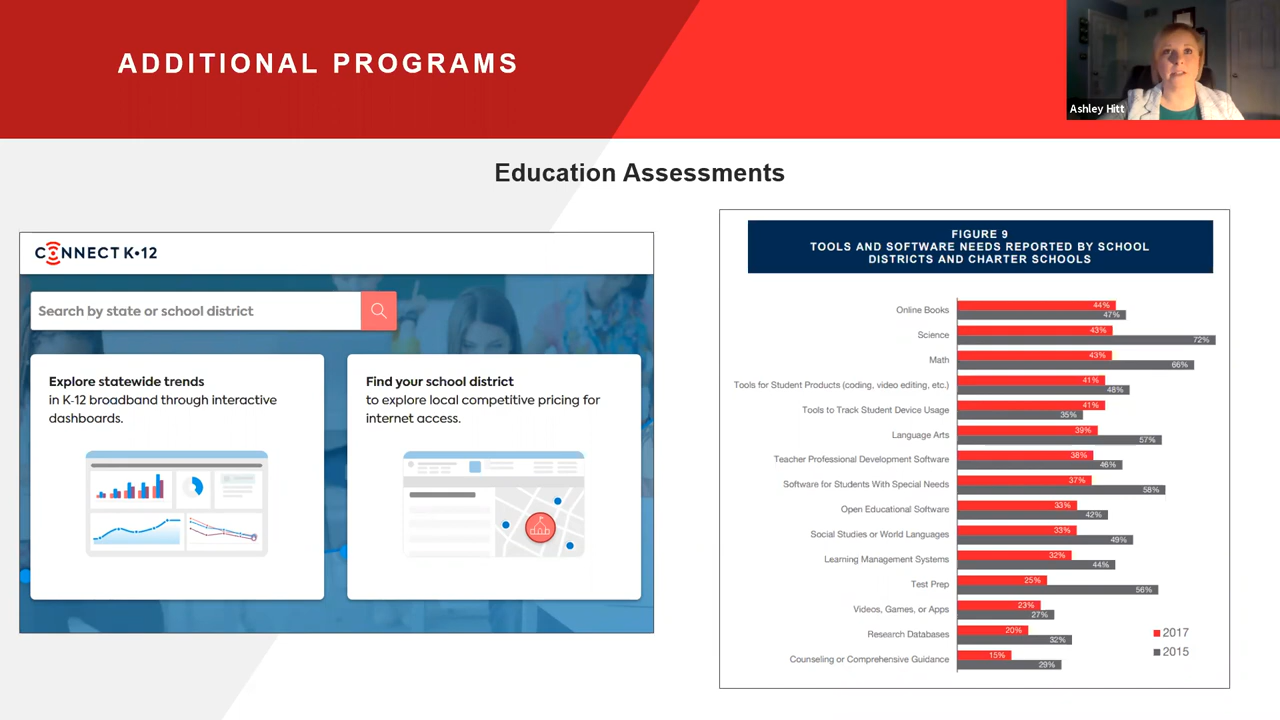 ADDITIONAL PROGRAMS
Ashley Hitt
Education Assessments
CONNECT K•12
Search by state or school district
Explore statewide trends
in K-12 broadband through interactive
dashboards.
Find your school district
to explore local competitive pricing for
internet access.
FIGURE 9
TOOLS AND SOFTWARE NEEDS REPORTED BY SCHOOL
DISTRICTS AND CHARTER SCHOOLS
Online Books 44%
47%
Science 43%
72%
Math 43%
66%
Tools for Student Products (coding, video editing, etc.) 41%
48%
Tools to Track Student Device Usage 41%
35%
Language Arts 39%
57%
Teacher Professional Development Software 38%
46%
Software for Students With Special Needs 37%
58%
Open Educational Software 33%
42%
Social Studies or World Languages 33%
49%
Learning Management Systems 32%
44%
Test Prep 25%
56%
Videos, Games, or Apps 23%
27%
Research Databases 20%
32%
Counseling or Comprehensive Guidance 15%
29%
2017
2015